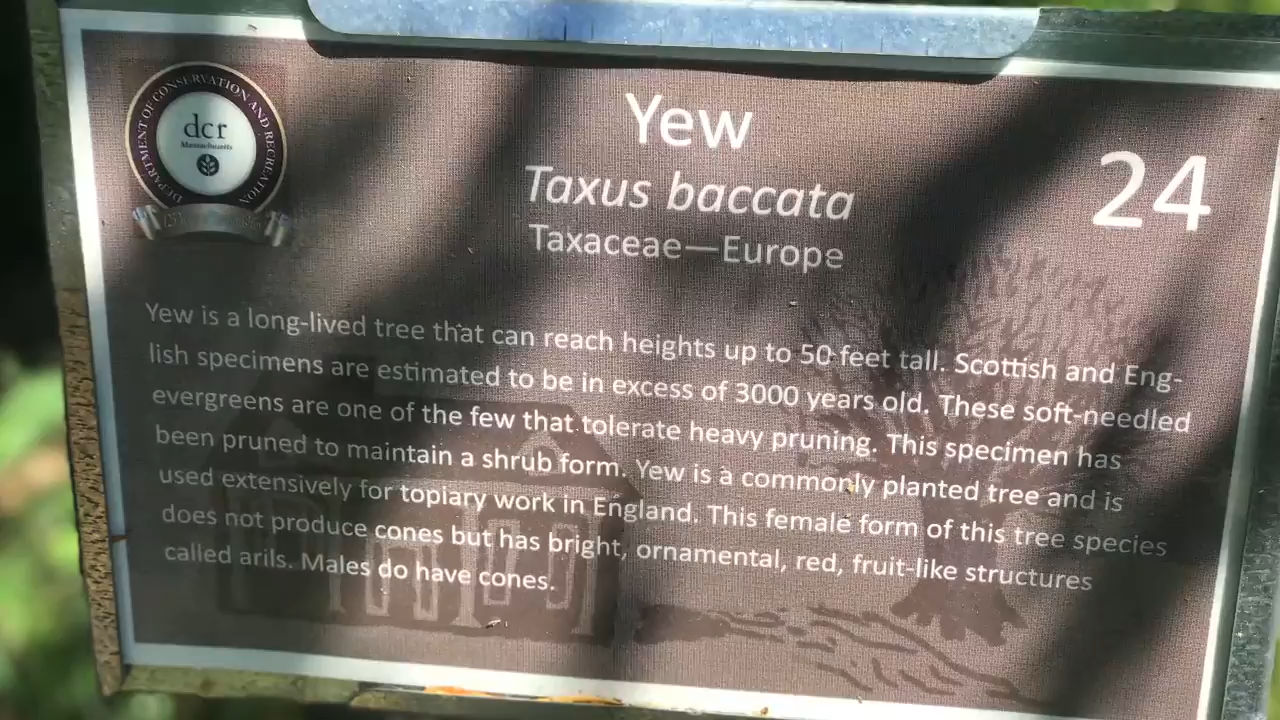 DEPARTMENT OF CONSERVATION AND RECREATION
dcr
Massachusetts
Yew
24
Taxus baccata
Taxaceae—Europe
Yew is a long-lived tree that can reach heights up to 50 feet tall. Scottish and Eng-
lish specimens are estimated to be in excess of 3000 years old. These soft-needled
evergreens are one of the few that tolerate heavy pruning. This specimen has
been pruned to maintain a shrub form. Yew is a commonly planted tree and is
used extensively for topiary work in England. This female form of this tree species
does not produce cones but has bright, ornamental, red, fruit-like structures
called arils. Males do have cones.